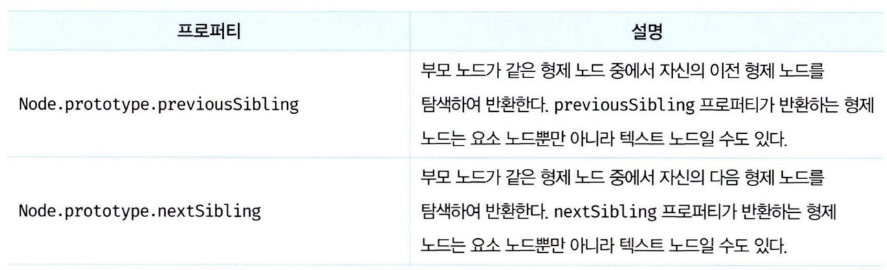 프로퍼티 설명
부모 노드가 같은 형제 노드 중에서 자신의 이전 형제 노드를
Node.prototype.previousSibling 탐색하여 반환한다. previousSibling 프로퍼티가 반환하는 형제
노드는 요소 노드뿐만 아니라 텍스트 노드일 수도 있다.
부모 노드가 같은 형제 노드 중에서 자신의 다음 형제 노드를
Node.prototype.nextSibling 탐색하여 반환한다. nextSibling 프로퍼티가 반환하는 형제
노드는 요소 노드뿐만 아니라 텍스트 노드일 수도 있다.